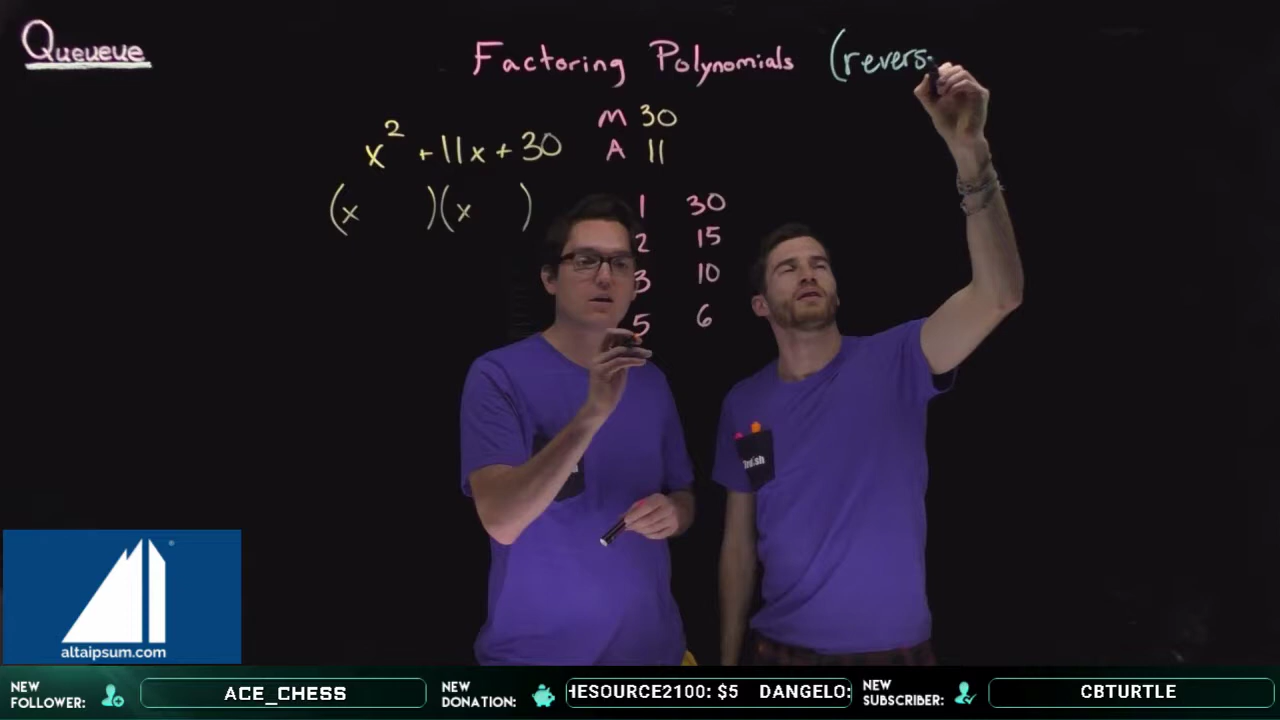 Queueue
Factoring Polynomials (revers
x² + 11x + 30
M 30
A 11
(x )(x )
1 30
2 15
3 10
5 6
altaipsum.com
NEW FOLLOWER:
ACE_CHESS
NEW DONATION:
HESOURCE2100: $5 DANGELO:
NEW SUBSCRIBER:
CBTURTLE